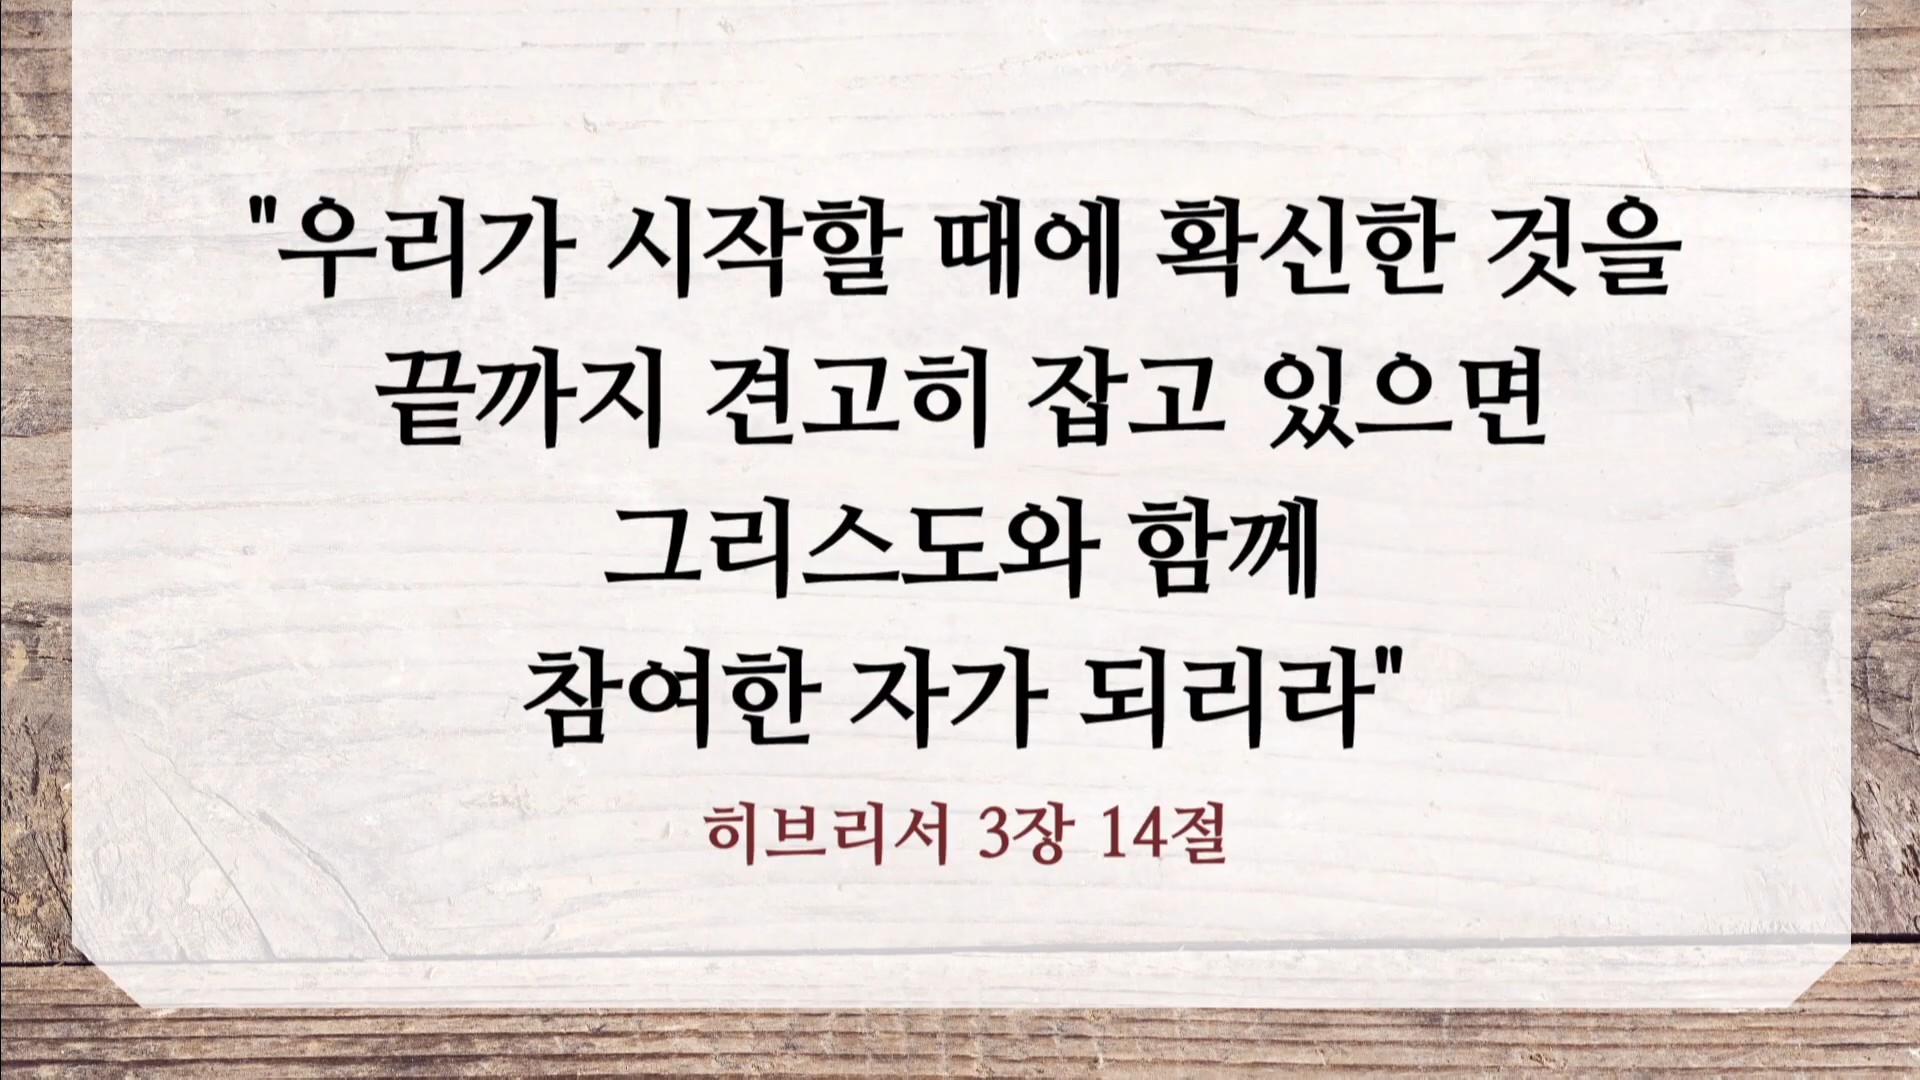 "우리가 시작할 때에 확신한 것을
끝까지 견고히 잡고 있으면
그리스도와 함께
참여한 자가 되리라"
히브리서 3장 14절